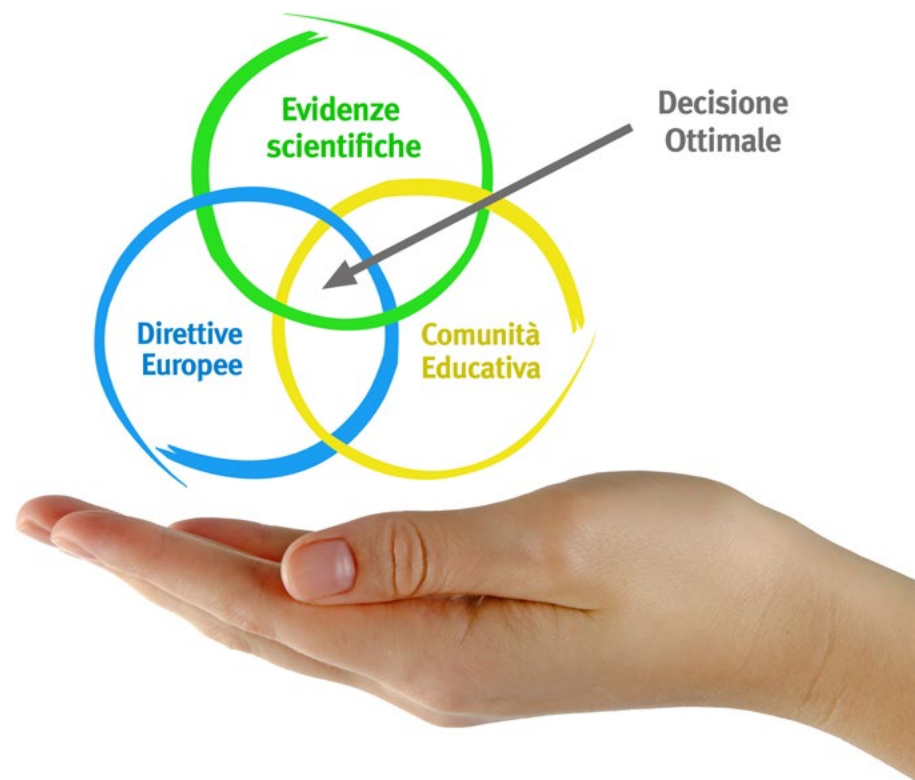 Evidenze
scientifiche
Decisione
Ottimale
Direttive
Europee
Comunità
Educativa